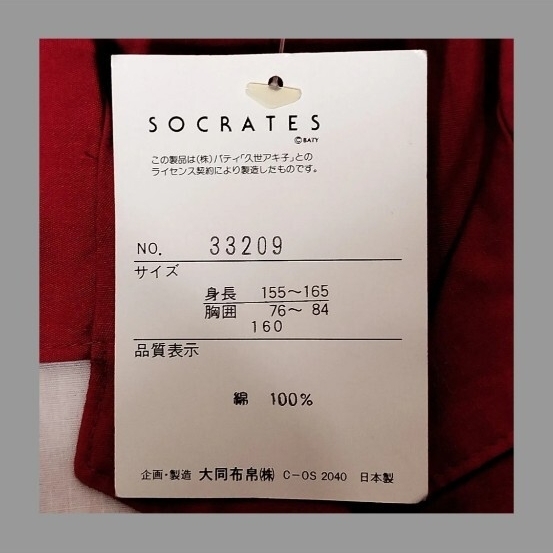 SOCRATES
©BATY
この製品は(株)バティ「久世アキ子」との
ライセンス契約により製造したものです。
NO. 33209
サイズ
身長 155〜165
胸囲 76〜 84
160
品質表示
綿 100%
企画・製造 大同布帛(株) C-OS 2040 日本製